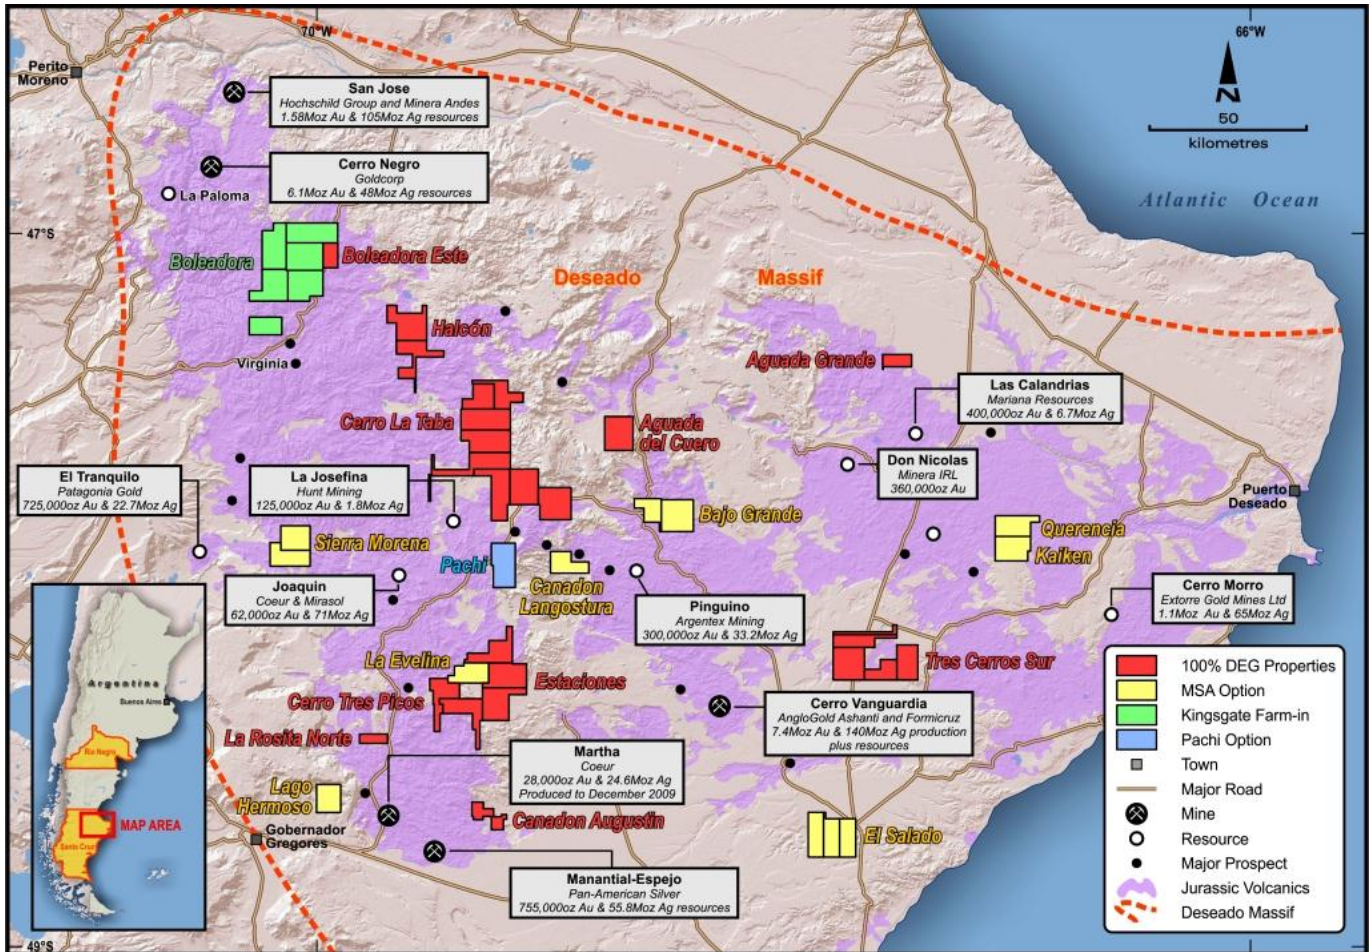 70°W
66°W
Perito
Moreno
San Jose
Hochschild Group and Minera Andes
1.58Moz Au & 105Moz Ag resources
N
50
kilometres
Cerro Negro
Goldcorp
6.1Moz Au & 48Moz Ag resources
La Paloma
Atlantic Ocean
47°S
Boleadora
Boleadora Este
Deseado Massif
Halcón
Virginia
Aguada Grande
Las Calandrias
Mariana Resources
400,000oz Au & 6.7Moz Ag
Cerro La Taba
Aguada
del Cuero
El Tranquilo
Patagonia Gold
725,000oz Au & 22.7Moz Ag
La Josefina
Hunt Mining
125,000oz Au & 1.8Moz Ag
Don Nicolas
Minera IRL
360,000oz Au
Puerto
Deseado
Bajo Grande
Sierra Morena
Querencia
Kaiken
Pachi
Canadon
Langostura
Joaquin
Coeur & Mirasol
62,000oz Au & 71Moz Ag
Pinguino
Argentex Mining
300,000oz Au & 33.2Moz Ag
Cerro Morro
Extorre Gold Mines Ltd
1.1Moz Au & 65Moz Ag
La Evelina
Estaciones
Tres Cerros Sur
Cerro Tres Picos
Cerro Vanguardia
AngloGold Ashanti and Formicruz
7.4Moz Au & 140Moz Ag production
plus resources
La Rosita Norte
Martha
Coeur
28,000oz Au & 24.6Moz Ag
Produced to December 2009
Lago
Hermoso
Canadon Augustin
El Salado
Gobernador
Gregores
Manantial-Espejo
Pan-American Silver
755,000oz Au & 55.8Moz Ag resources
49°S
Argentina
Buenos Aires
Rio Negro
MAP AREA
Santa Cruz
100% DEG Properties
MSA Option
Kingsgate Farm-in
Pachi Option
Town
Major Road
Mine
Resource
Major Prospect
Jurassic Volcanics
Deseado Massif